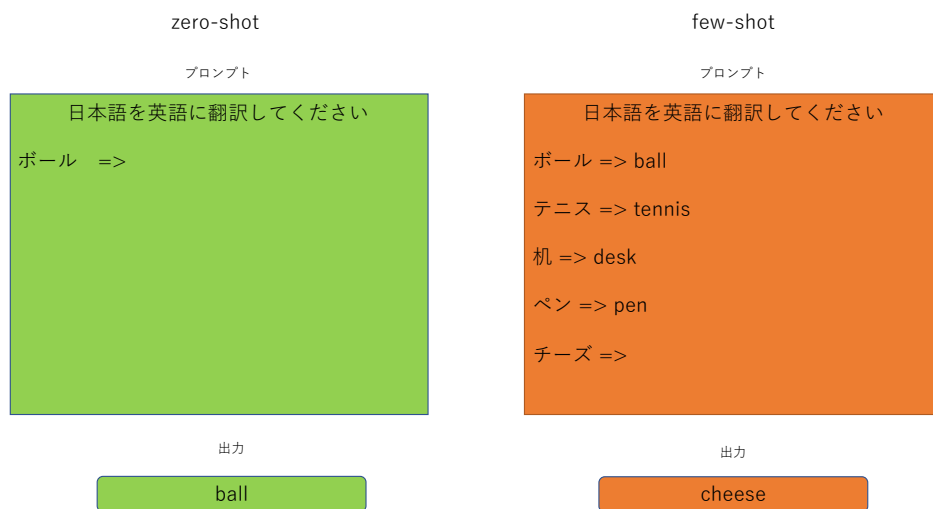 zero-shot
プロンプト
日本語を英語に翻訳してください
ボール　=>
出力
ball
few-shot
プロンプト
日本語を英語に翻訳してください
ボール => ball
テニス => tennis
机 => desk
ペン => pen
チーズ =>
出力
cheese